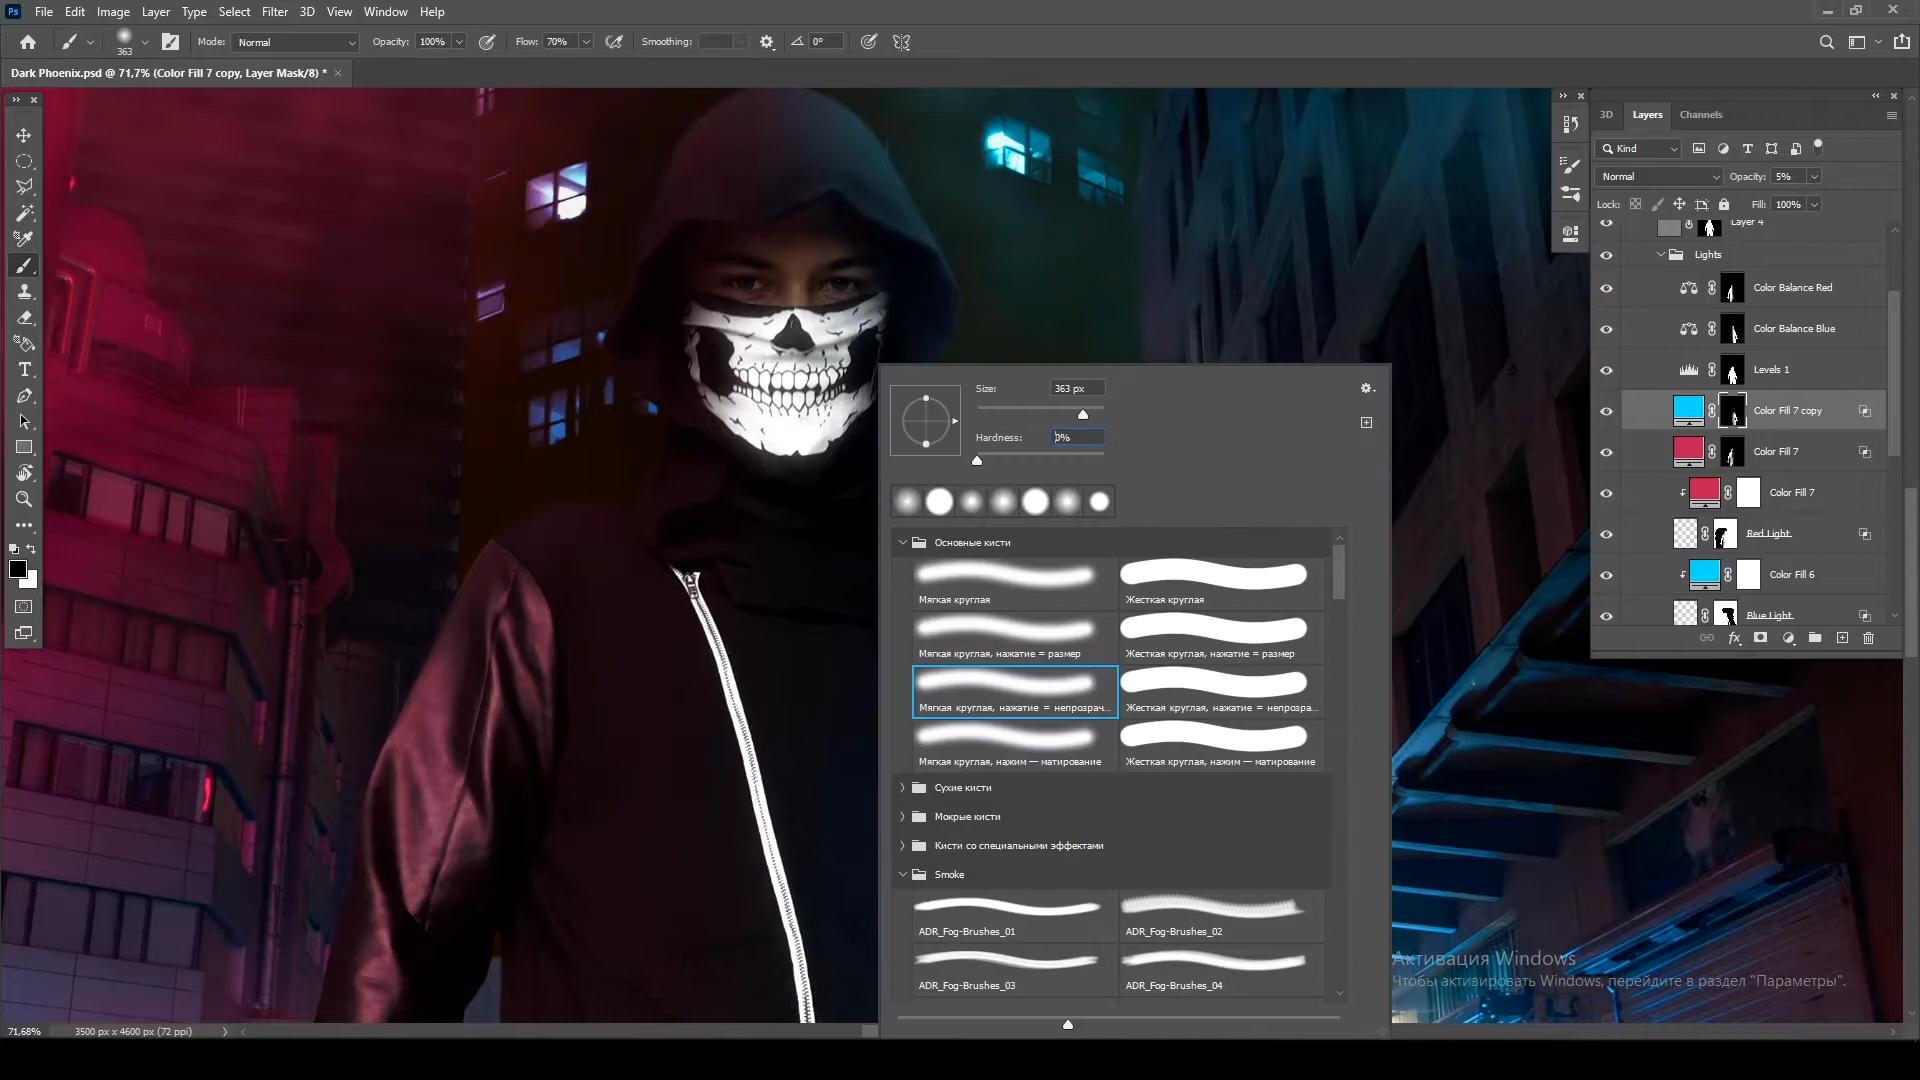 Ps File Edit Image Layer Type Select Filter 3D View Window Help
363 Mode: Normal Opacity: 100% Flow: 70% Smoothing: 0°
Dark Phoenix.psd @ 71,7% (Color Fill 7 copy, Layer Mask/8) *
3D Layers Channels
Kind
Normal Opacity: 5%
Lock: Fill: 100%
Layer 4
Lights
Color Balance Red
Color Balance Blue
Levels 1
Color Fill 7 copy
Color Fill 7
Color Fill 7
Red Light
Color Fill 6
Blue Light
fx
Size: 363 px
Hardness: 0%
Основные кисти
Мягкая круглая Жесткая круглая
Мягкая круглая, нажатие = размер Жесткая круглая, нажатие = размер
Мягкая круглая, нажатие = непрозрач... Жесткая круглая, нажатие = непрозра...
Мягкая круглая, нажим — матирование Жесткая круглая, нажим — матирование
Сухие кисти
Мокрые кисти
Кисти со специальными эффектами
Smoke
ADR_Fog-Brushes_01 ADR_Fog-Brushes_02
ADR_Fog-Brushes_03 ADR_Fog-Brushes_04
Активация Windows
Чтобы активировать Windows, перейдите в раздел "Параметры".
71,68% 3500 px x 4600 px (72 ppi)